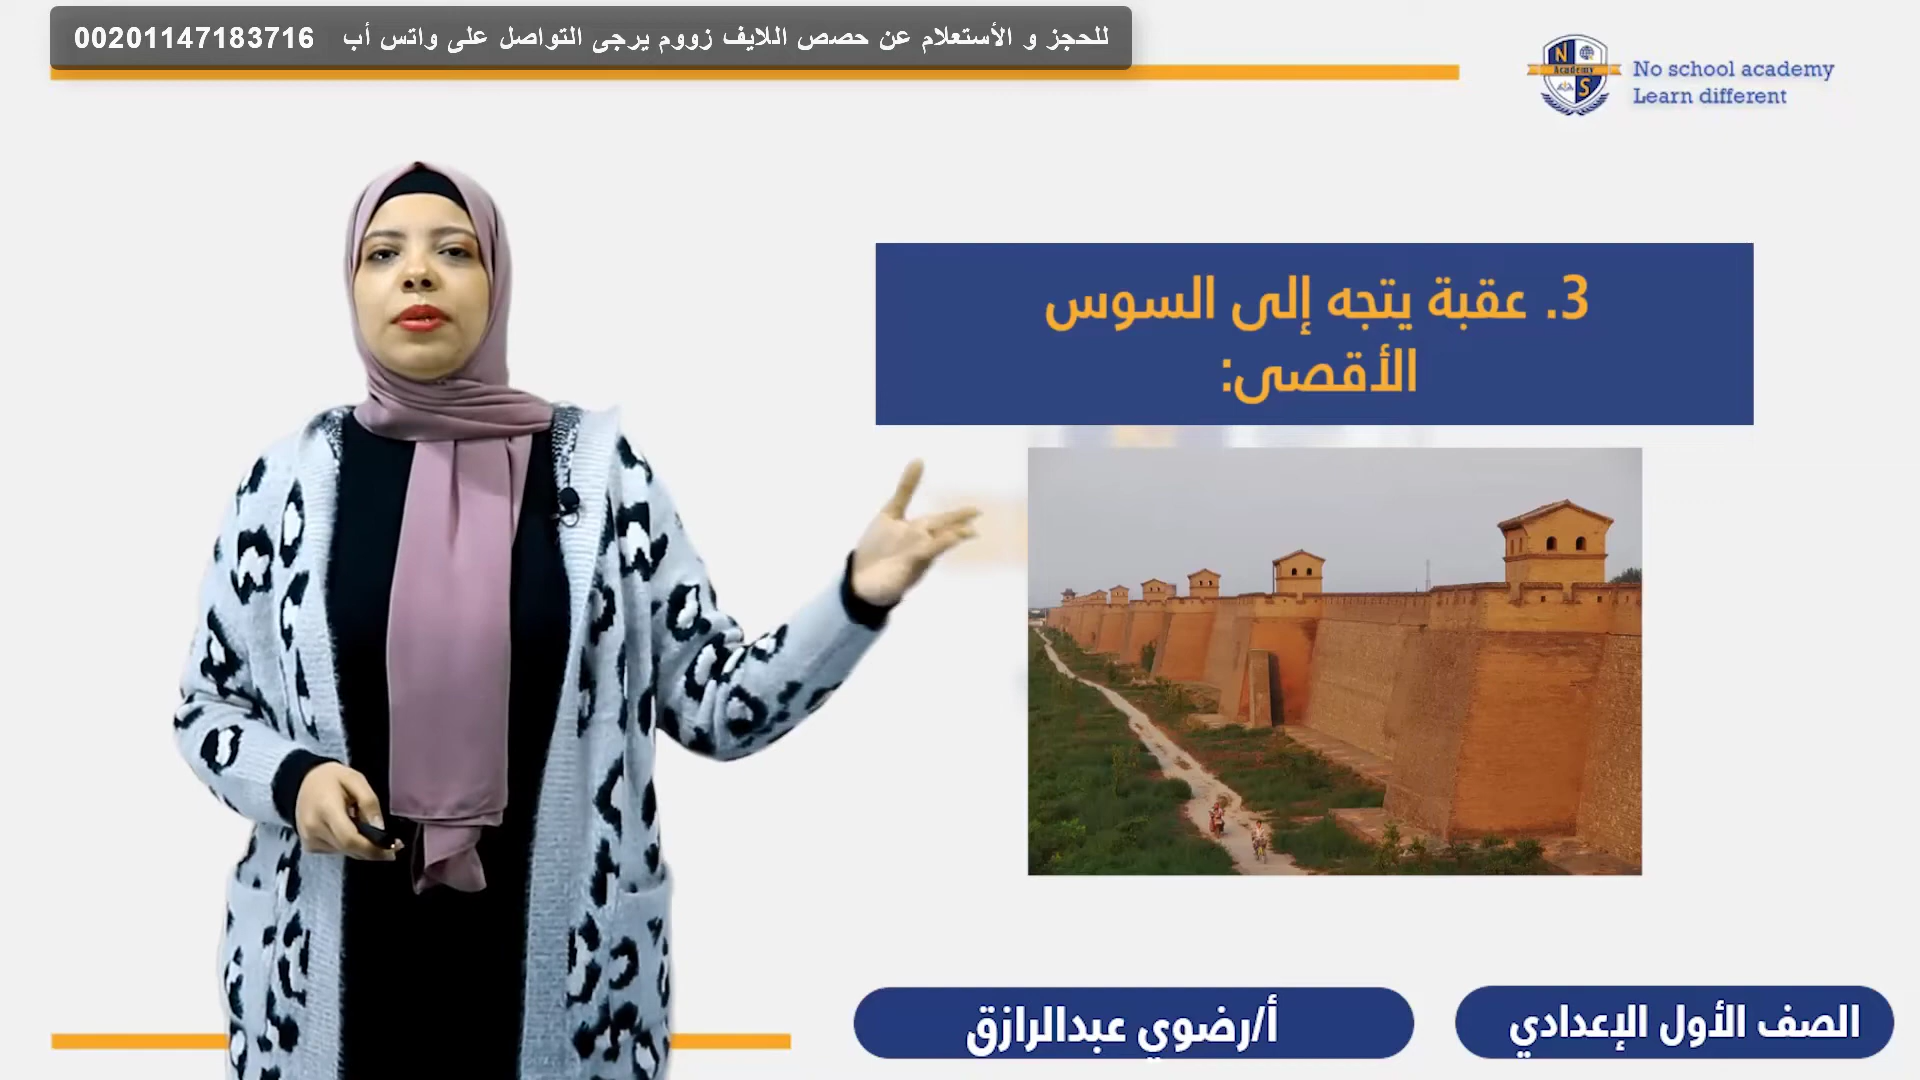 للحجز و الأستعلام عن حصص اللايف زووم يرجى التواصل على واتس أب 00201147183716
N
Academy
S
No school academy
Learn different
3. عقبة يتجه إلى السوس
الأقصى:
الصف الأول الإعدادي
أ/رضوي عبدالرازق